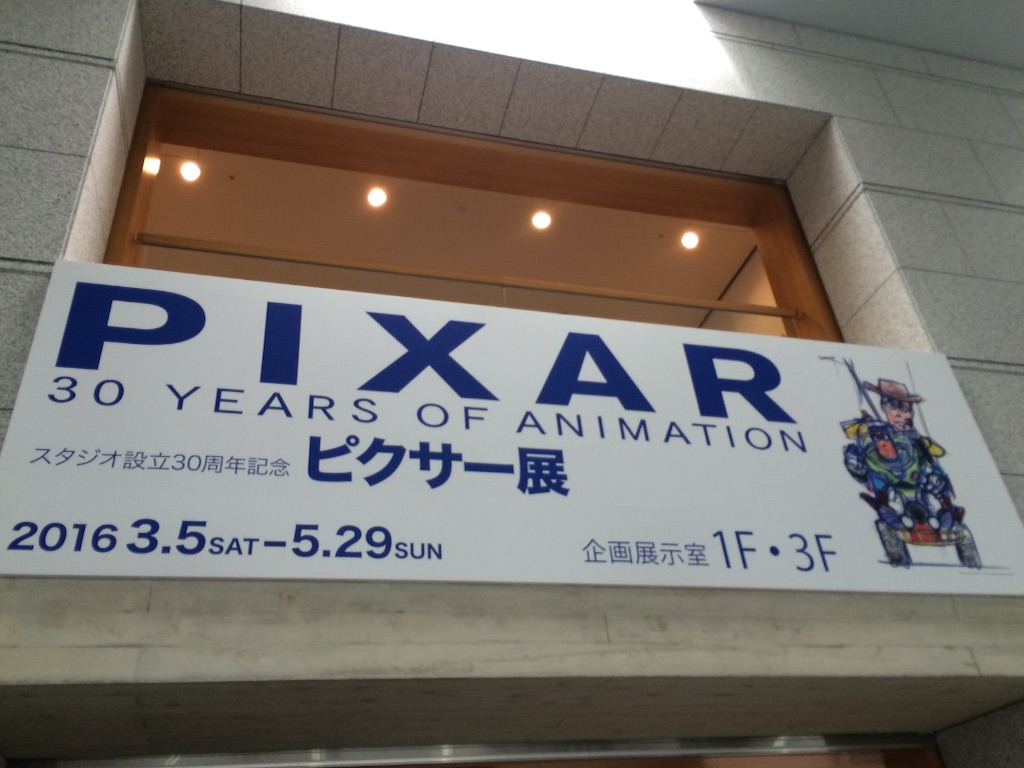 PIXAR
30 YEARS OF ANIMATION
スタジオ設立30周年記念 ピクサー展
2016 3.5SAT–5.29SUN
企画展示室 1F・3F